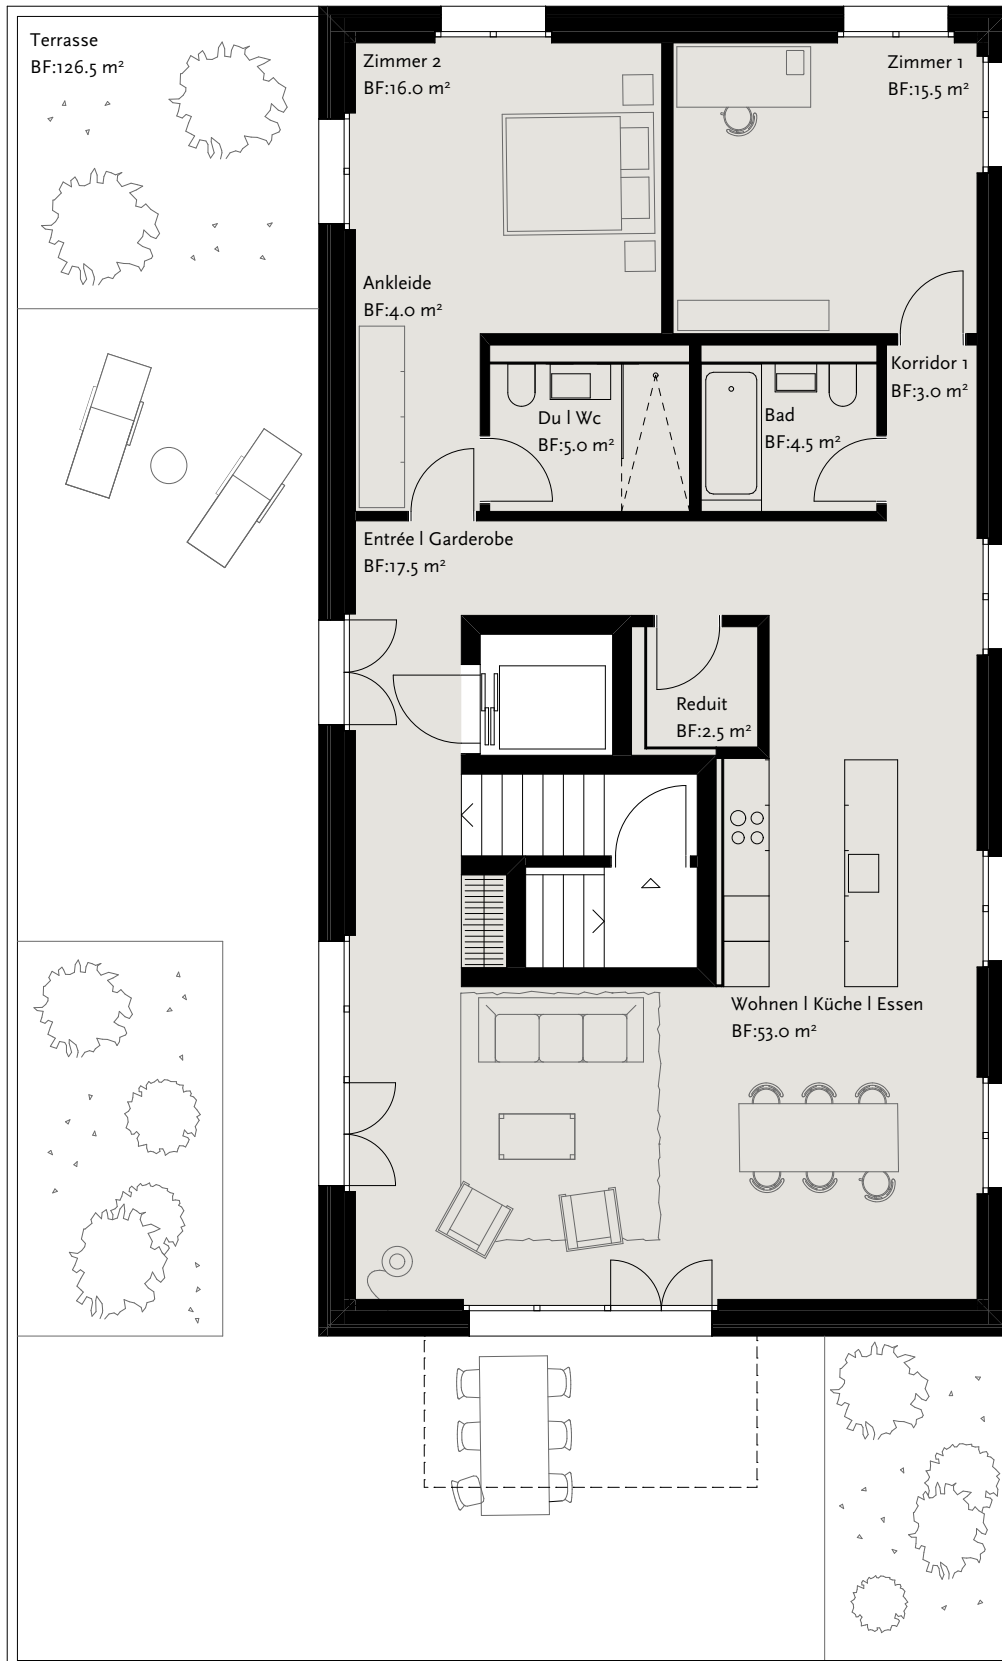 Terrasse
BF:126.5 m²
Zimmer 2
BF:16.0 m²
Zimmer 1
BF:15.5 m²
Ankleide
BF:4.0 m²
Korridor 1
BF:3.0 m²
Du l Wc
BF:5.0 m²
Bad
BF:4.5 m²
Entrée l Garderobe
BF:17.5 m²
Reduit
BF:2.5 m²
Wohnen l Küche l Essen
BF:53.0 m²